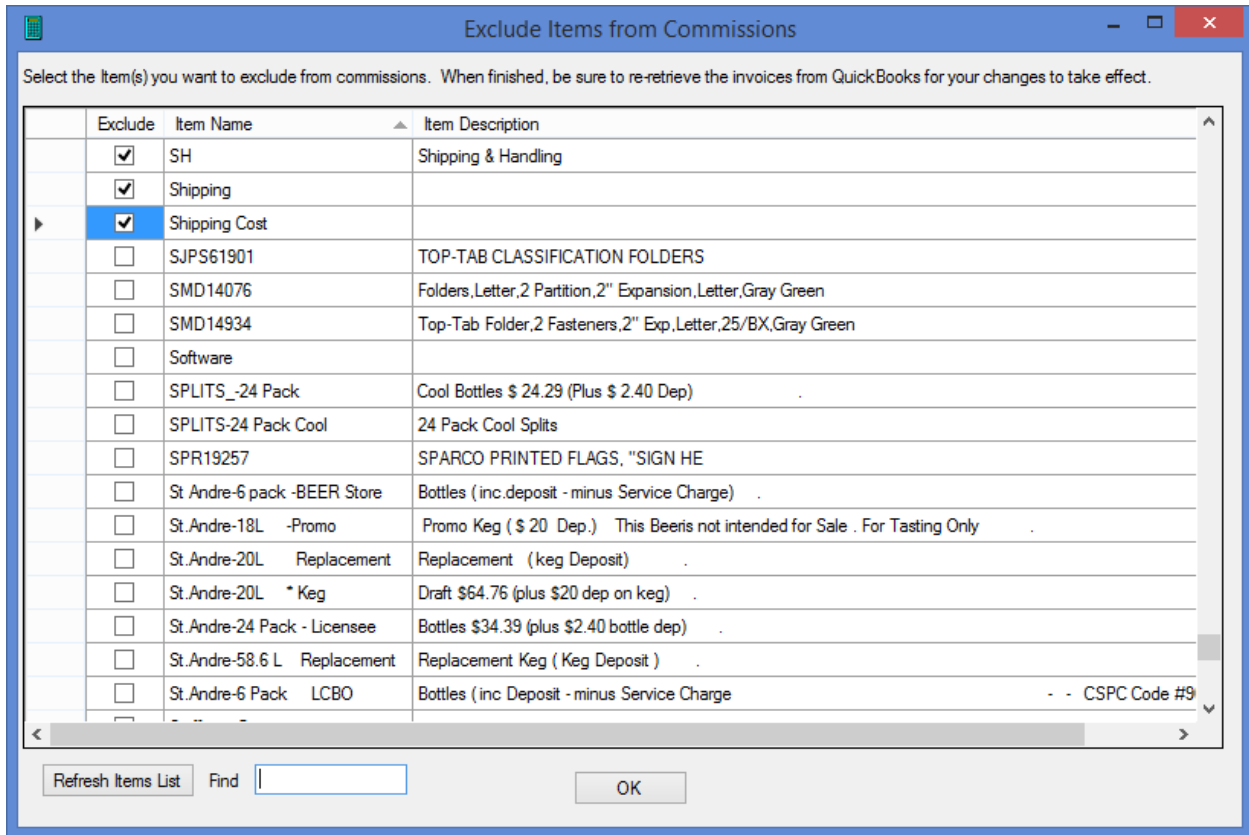 Exclude Items from Commissions
Select the Item(s) you want to exclude from commissions.  When finished, be sure to re-retrieve the invoices from QuickBooks for your changes to take effect.
Exclude Item Name Item Description
SH Shipping & Handling
Shipping
Shipping Cost
SJPS61901 TOP-TAB CLASSIFICATION FOLDERS
SMD14076 Folders,Letter,2 Partition,2" Expansion,Letter,Gray Green
SMD14934 Top-Tab Folder,2 Fasteners,2" Exp,Letter,25/BX,Gray Green
Software
SPLITS_-24 Pack Cool Bottles $ 24.29 (Plus $ 2.40 Dep) .
SPLITS-24 Pack Cool 24 Pack Cool Splits
SPR19257 SPARCO PRINTED FLAGS, "SIGN HE
St Andre-6 pack -BEER Store Bottles ( inc.deposit - minus Service Charge) .
St.Andre-18L -Promo Promo Keg ( $ 20 Dep.) This Beeris not intended for Sale . For Tasting Only .
St.Andre-20L Replacement Replacement (keg Deposit) .
St.Andre-20L * Keg Draft $64.76 (plus $20 dep on keg) .
St.Andre-24 Pack - Licensee Bottles $34.39 (plus $2.40 bottle dep) .
St.Andre-58.6 L Replacement Replacement Keg ( Keg Deposit ) .
St.Andre-6 Pack LCBO Bottles ( inc Deposit - minus Service Charge - - CSPC Code #9
Refresh Items List Find OK